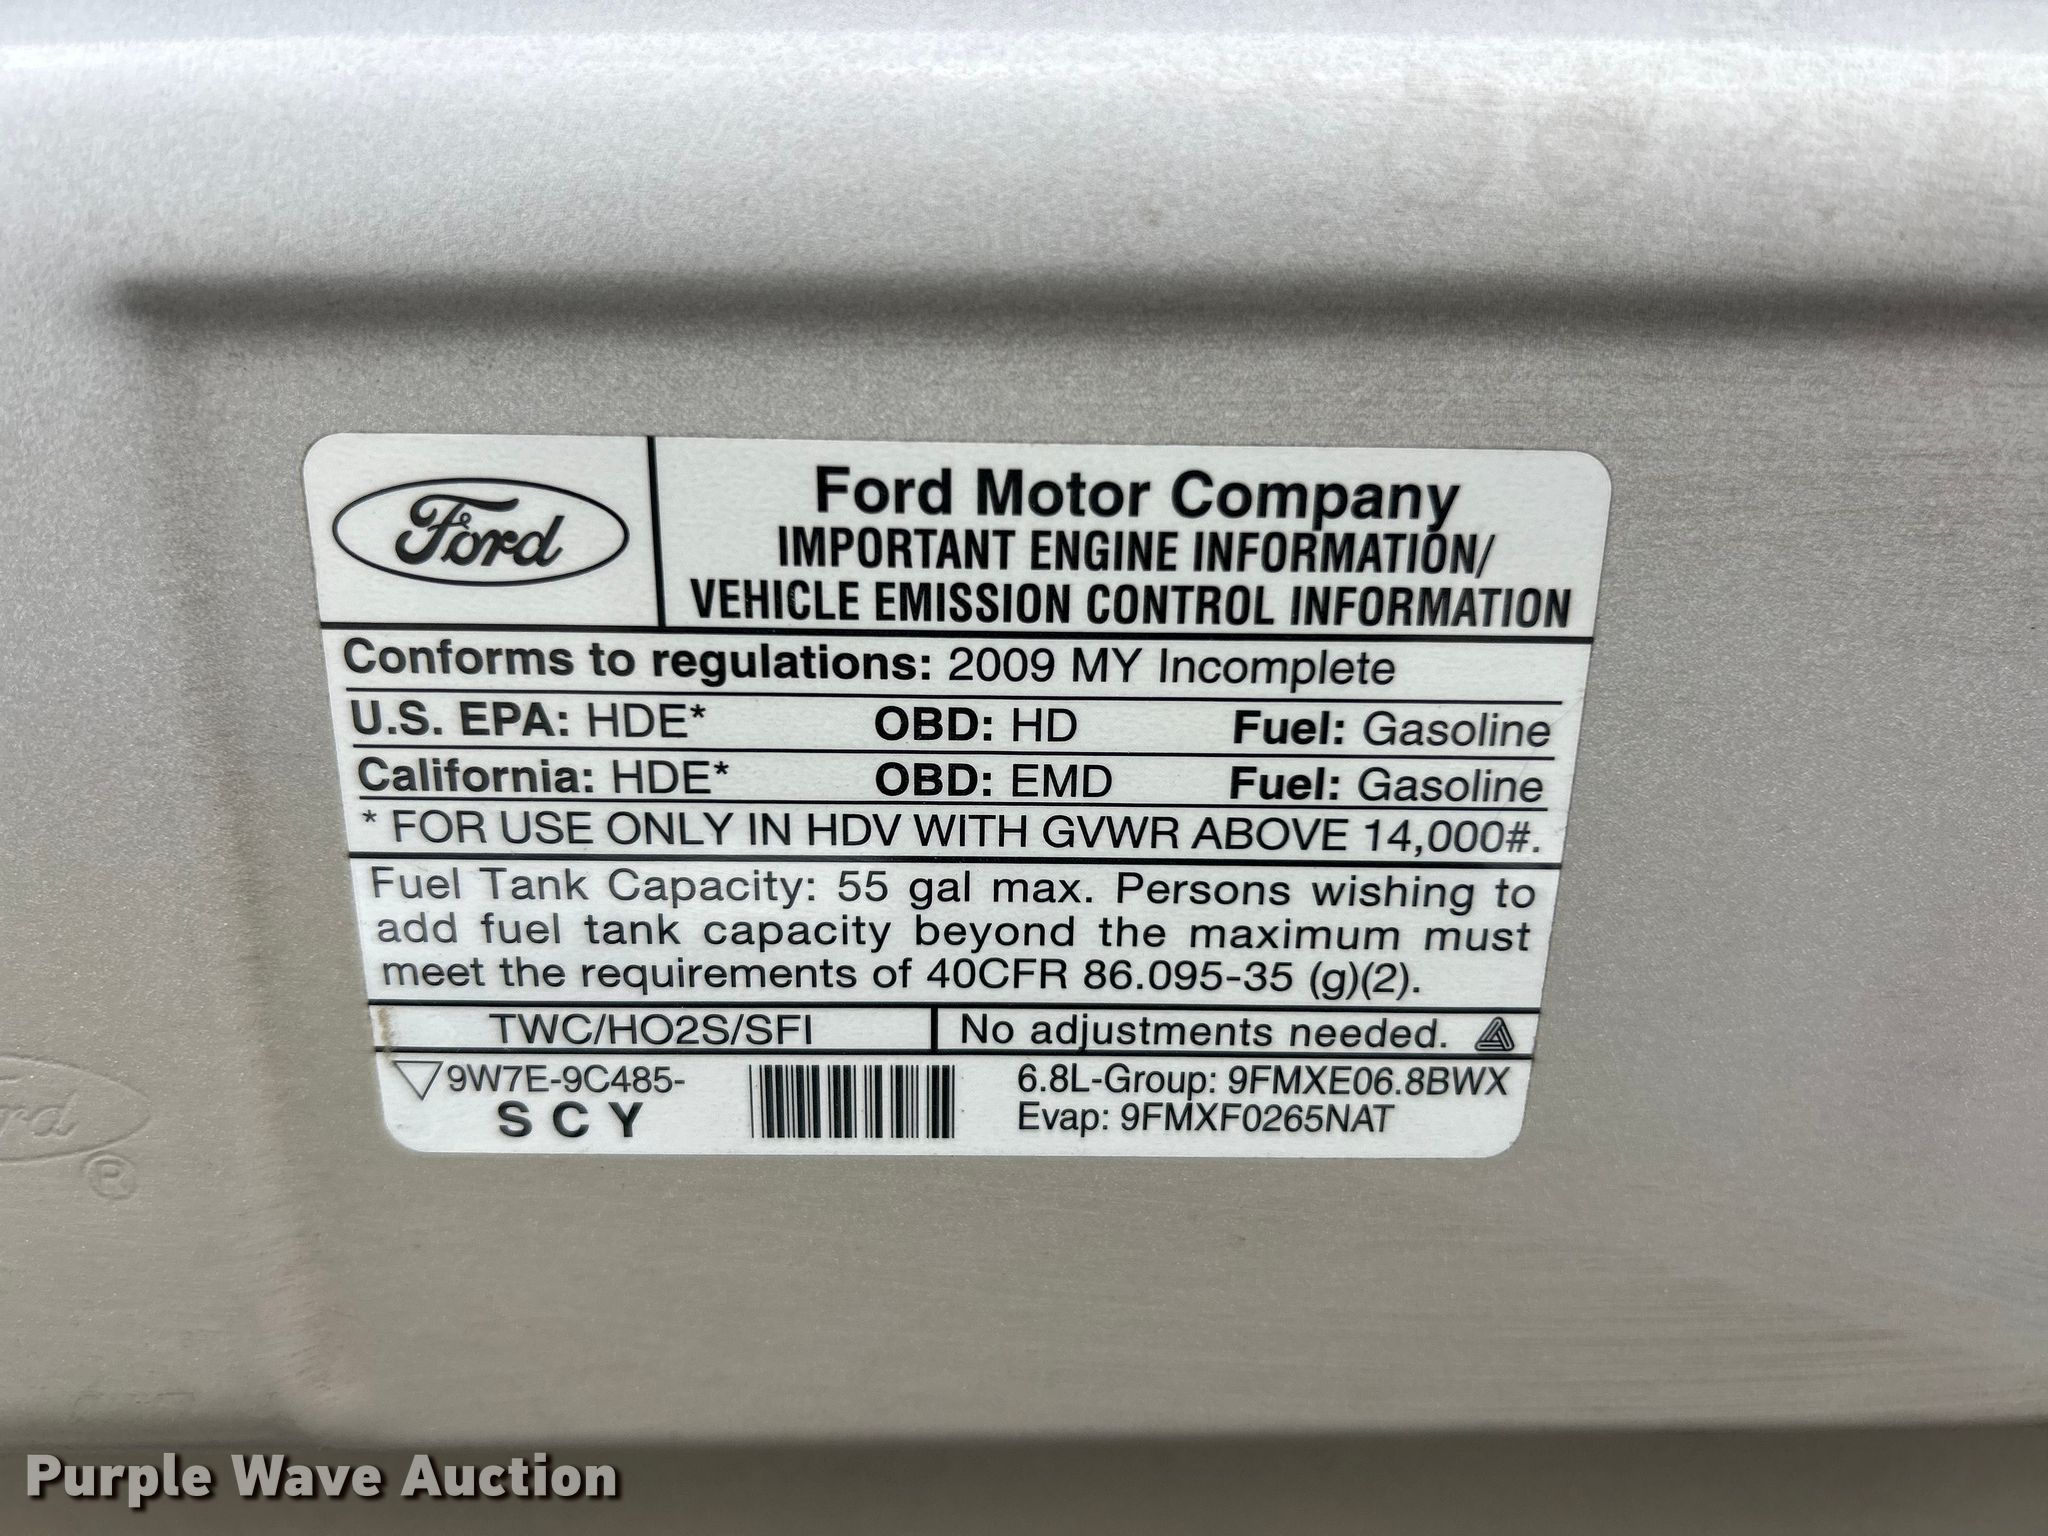 Ford
Ford Motor Company
IMPORTANT ENGINE INFORMATION/
VEHICLE EMISSION CONTROL INFORMATION
Conforms to regulations: 2009 MY Incomplete
U.S. EPA: HDE* OBD: HD Fuel: Gasoline
California: HDE* OBD: EMD Fuel: Gasoline
* FOR USE ONLY IN HDV WITH GVWR ABOVE 14,000#.
Fuel Tank Capacity: 55 gal max. Persons wishing to
add fuel tank capacity beyond the maximum must
meet the requirements of 40CFR 86.095-35 (g)(2).
TWC/HO2S/SFI No adjustments needed.
9W7E-9C485- 6.8L-Group: 9FMXE06.8BWX
S C Y Evap: 9FMXF0265NAT
rd ®
Purple Wave Auction